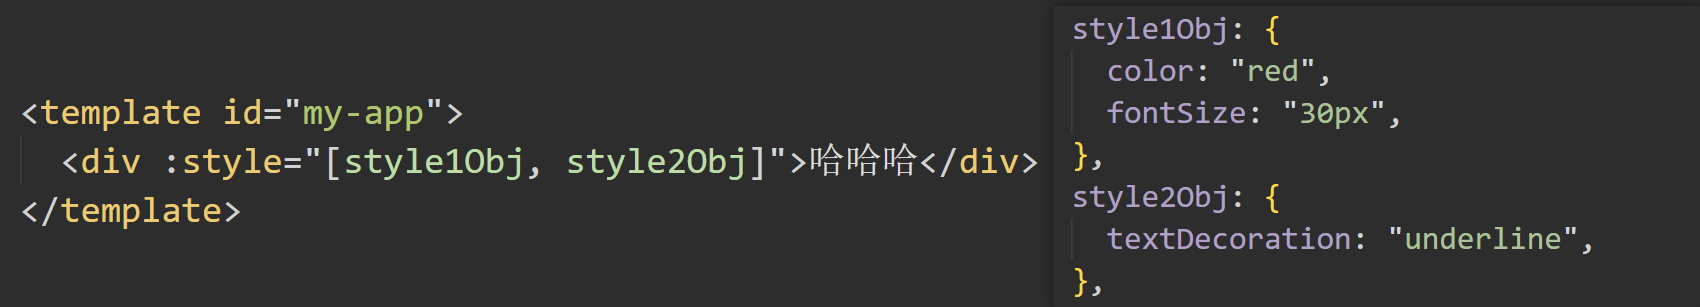 <template id="my-app">
  <div :style="[style1Obj, style2Obj]">哈哈哈</div>
</template>
style1Obj: {
  color: "red",
  fontSize: "30px",
},
style2Obj: {
  textDecoration: "underline",
},